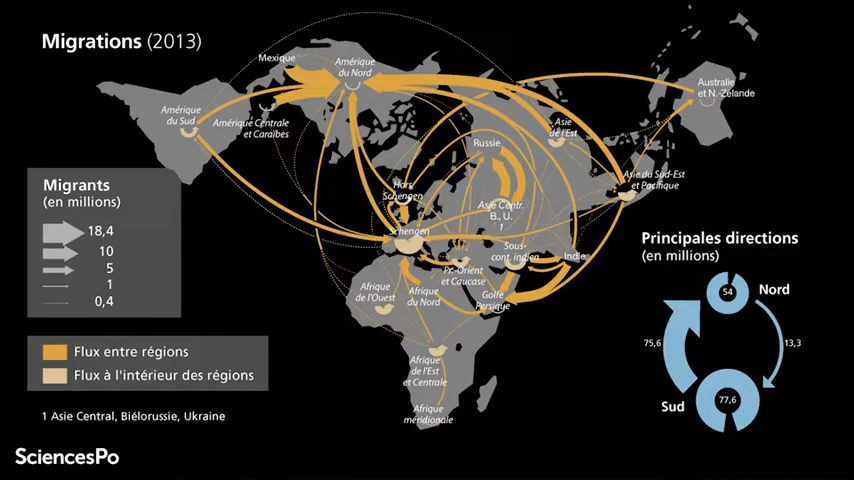 Migrations (2013)
Mexique
Amérique
du Nord
Australie
et N.-Zélande
Amérique
du Sud
Amérique Centrale
et Caraïbes
Asie
de l'Est
Russie
Asie du Sud-Est
et Pacifique
Hors
Schengen
Asie Centr.
B., U.
1
Schengen
Sous-
cont. indien
Inde
Pr.-Orient
et Caucase
Golfe
Persique
Afrique
de l'Ouest
Afrique
du Nord
Afrique
de l'Est
et Centrale
Afrique
méridionale
Migrants
(en millions)
18,4
10
5
1
0,4
Flux entre régions
Flux à l'intérieur des régions
1 Asie Central, Biélorussie, Ukraine
Principales directions
(en millions)
54
Nord
75,6
13,3
Sud
77,6
SciencesPo